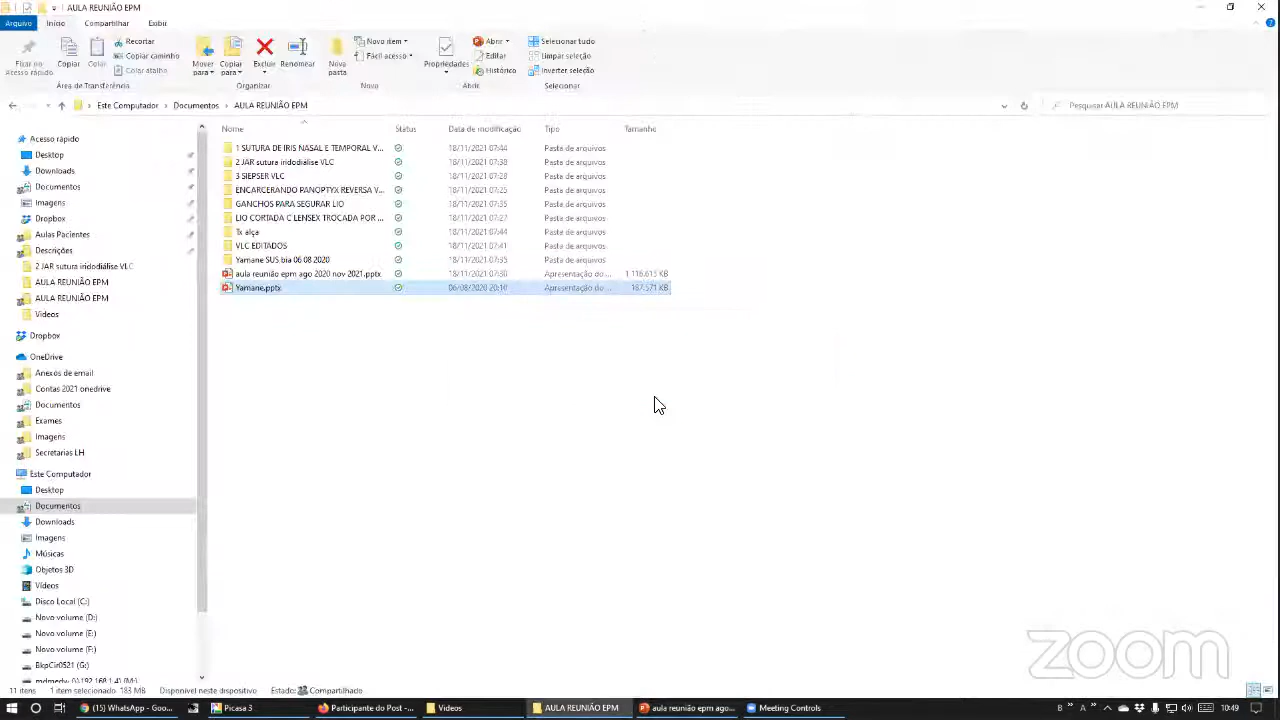 AULA REUNIÃO EPM
Arquivo Início Compartilhar Exibir
Fixar no Acesso rápido
Copiar
Colar
Recortar
Copiar caminho
Colar atalho
Mover para
Copiar para
Excluir
Renomear
Nova pasta
Novo item
Fácil acesso
Propriedades
Abrir
Editar
Histórico
Selecionar tudo
Limpar seleção
Inverter seleção
Área de Transferência Organizar Novo Abrir Selecionar
Este Computador Documentos AULA REUNIÃO EPM
Pesquisar AULA REUNIÃO EPM
Nome Status Data de modificação Tipo Tamanho
1 SUTURA DE IRIS NASAL E TEMPORAL V... 18/11/2021 07:44 Pasta de arquivos
2 JAR sutura iridodiálise VLC 18/11/2021 07:38 Pasta de arquivos
3 SIEPSER VLC 18/11/2021 07:28 Pasta de arquivos
ENCARCERANDO PANOPTYX REVERSA V... 18/11/2021 07:25 Pasta de arquivos
GANCHOS PARA SEGURAR LIO 18/11/2021 07:35 Pasta de arquivos
LIO CORTADA C LENSEX TROCADA POR ... 18/11/2021 07:27 Pasta de arquivos
Tx alça 18/11/2021 07:44 Pasta de arquivos
VLC EDITADOS 18/11/2021 07:41 Pasta de arquivos
Yamane SUS bia 06 08 2020 18/11/2021 07:35 Pasta de arquivos
aula reunião epm ago 2020 nov 2021.pptx 18/11/2021 07:30 Apresentação do ... 1 116.613 KB
Yamane.pptx 06/08/2020 20:10 Apresentação do ... 187.571 KB
Acesso rápido
Desktop
Downloads
Documentos
Imagens
Dropbox
Aulas Pacientes
Descrições
2 JAR sutura iridodiálise VLC
AULA REUNIÃO EPM
AULA REUNIÃO EPM
Vídeos
Dropbox
OneDrive
Anexos de email
Contas 2021 onedrive
Documentos
Exames
Imagens
Secretarias LH
Este Computador
Desktop
Documentos
Downloads
Imagens
Músicas
Objetos 3D
Vídeos
Disco Local (C:)
Novo volume (D:)
Novo volume (E:)
Novo volume (F:)
BkpCir0521 (G:)
zoom
11 itens 1 item selecionado 183 MB Disponível neste dispositivo Estado: Compartilhado
(15) WhatsApp - Goo... Picasa 3 Participante do Post -... Vídeos AULA REUNIÃO EPM aula reunião epm ago... Meeting Controls
10:49